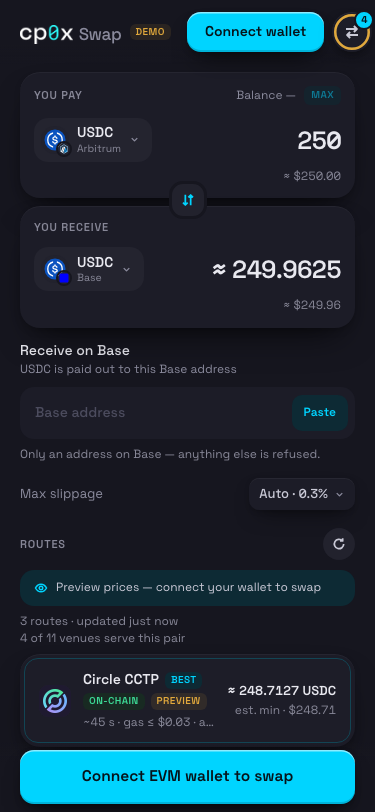 cp0x Swap DEMO Connect wallet 4
YOU PAY Balance — MAX
USDC
Arbitrum
250
≈ $250.00
YOU RECEIVE
USDC
Base
≈ 249.9625
≈ $249.96
Receive on Base
USDC is paid out to this Base address
Base address Paste
Only an address on Base — anything else is refused.
Max slippage Auto · 0.3%
ROUTES
Preview prices — connect your wallet to swap
3 routes · updated just now
4 of 11 venues serve this pair
Circle CCTP BEST
≈ 248.7127 USDC
ON-CHAIN PREVIEW
est. min · $248.71
~45 s · gas ≤ $0.03 · a...
Connect EVM wallet to swap